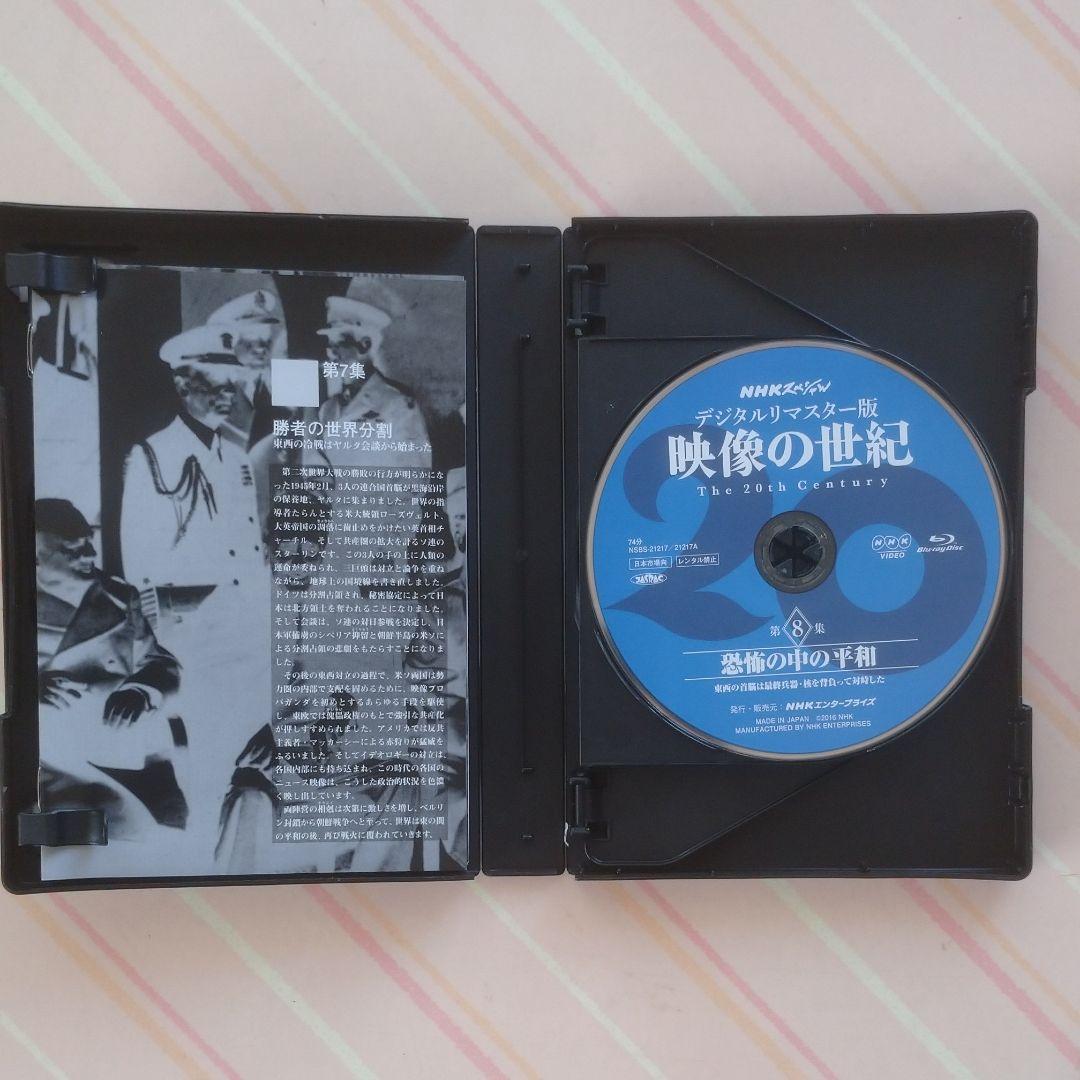 第7集
勝者の世界分割
東西の冷戦はヤルタ会談から始まった
第二次世界大戦の勝敗の行方が明らかにな
った1945年2月、3人の連合国首脳が黒海沿岸
の保養地、ヤルタに集まりました。世界の指
導者たらんとする米大統領ローズヴェルト、
大英帝国の凋落に歯止めをかけたい英首相チ
ャーチル、そして共産圏の拡大を計るソ連の
スターリンです。この3人の手の上に人類の
運命が委ねられ、三巨頭は対立と論争を重ね
ながら、地球上の国境線を書き直しました。
ドイツは分割占領され、秘密協定によって日
本は北方領土を奪われることになりました。
そして会談は、ソ連の対日参戦を決定し、日
本軍捕虜のシベリア抑留と朝鮮半島の米ソに
よる分割占領の悲劇をもたらすことになりま
した。
その後の東西対立の過程で、米ソ両国は勢
力圏の内部で支配を固めるために、映像プロ
パガンダを初めとするあらゆる手段を駆使
し、東欧では傀儡政権のもとで強引な共産化
が押しすすめられました。アメリカでは反共
主義者・マッカーシーによる赤狩りが猛威を
ふるいました。そしてイデオロギーの対立は、
各国内部にも持ち込まれ、この時代の各国の
ニュース映像は、こうした政治的状況を色濃
く映し出しています。
両陣営の相剋は次第に激しさを増し、ベルリ
ン封鎖から朝鮮戦争へと至って、世界は束の間
の平和の後、再び戦火に覆われていきます。
NHKスペシャル
デジタルリマスター版
映像の世紀
The 20th Century
20
74分
NSBS-21217/21217A
日本市場向 レンタル禁止
JASRAC
NHK
VIDEO
Blu-ray Disc
第8集
恐怖の中の平和
東西の首脳は最終兵器・核を背負って対峙した
発行・販売元:NHKエンタープライズ
MADE IN JAPAN ©2016 NHK
MANUFACTURED BY NHK ENTERPRISES